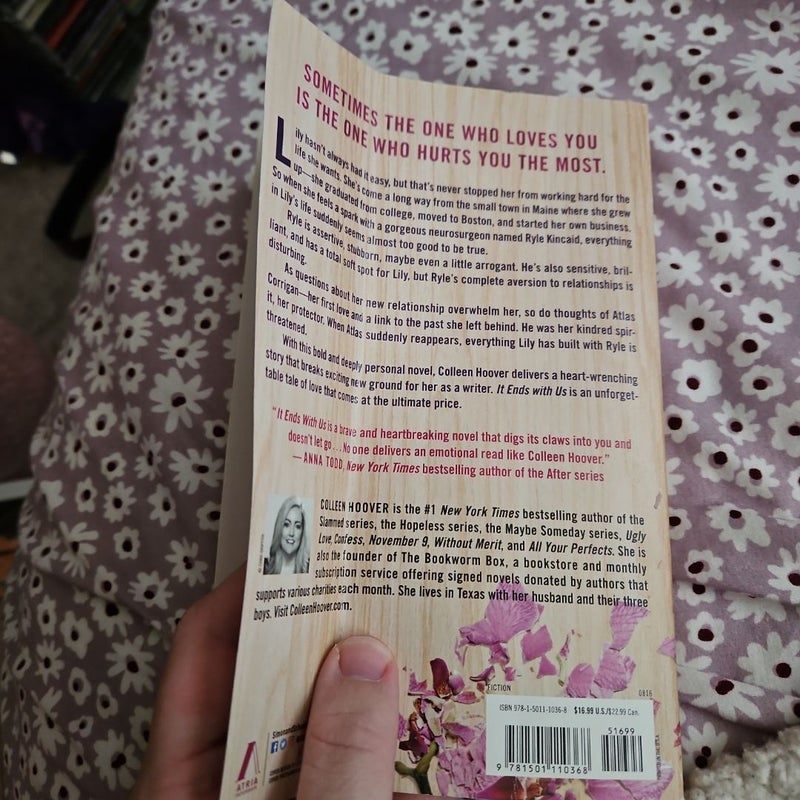 SOMETIMES THE ONE WHO LOVES YOU
IS THE ONE WHO HURTS YOU THE MOST.
Lily hasn't always had it easy, but that's never stopped her from working hard for the
life she wants. She's come a long way from the small town in Maine where she grew
up—she graduated from college, moved to Boston, and started her own business.
So when she feels a spark with a gorgeous neurosurgeon named Ryle Kincaid, everything
in Lily's life suddenly seems almost too good to be true.
Ryle is assertive, stubborn, maybe even a little arrogant. He's also sensitive, bril-
liant, and has a total soft spot for Lily, but Ryle's complete aversion to relationships is
disturbing.
As questions about her new relationship overwhelm her, so do thoughts of Atlas
Corrigan—her first love and a link to the past she left behind. He was her kindred spir-
it, her protector. When Atlas suddenly reappears, everything Lily has built with Ryle is
threatened.
With this bold and deeply personal novel, Colleen Hoover delivers a heart-wrenching
story that breaks exciting new ground for her as a writer. It Ends with Us is an unforget-
table tale of love that comes at the ultimate price.
"It Ends With Us is a brave and heartbreaking novel that digs its claws into you and
doesn't let go . . . No one delivers an emotional read like Colleen Hoover."
—ANNA TODD, New York Times bestselling author of the After series
COLLEEN HOOVER is the #1 New York Times bestselling author of the
Slammed series, the Hopeless series, the Maybe Someday series, Ugly
Love, Confess, November 9, Without Merit, and All Your Perfects. She is
also the founder of The Bookworm Box, a bookstore and monthly
subscription service offering signed novels donated by authors that
supports various charities each month. She lives in Texas with her husband and their three
boys. Visit ColleenHoover.com.
FICTION
0816
ISBN 978-1-5011-1036-8 $16.99 U.S./$22.99 Can.
51699
9 781501 110368
ATRIA